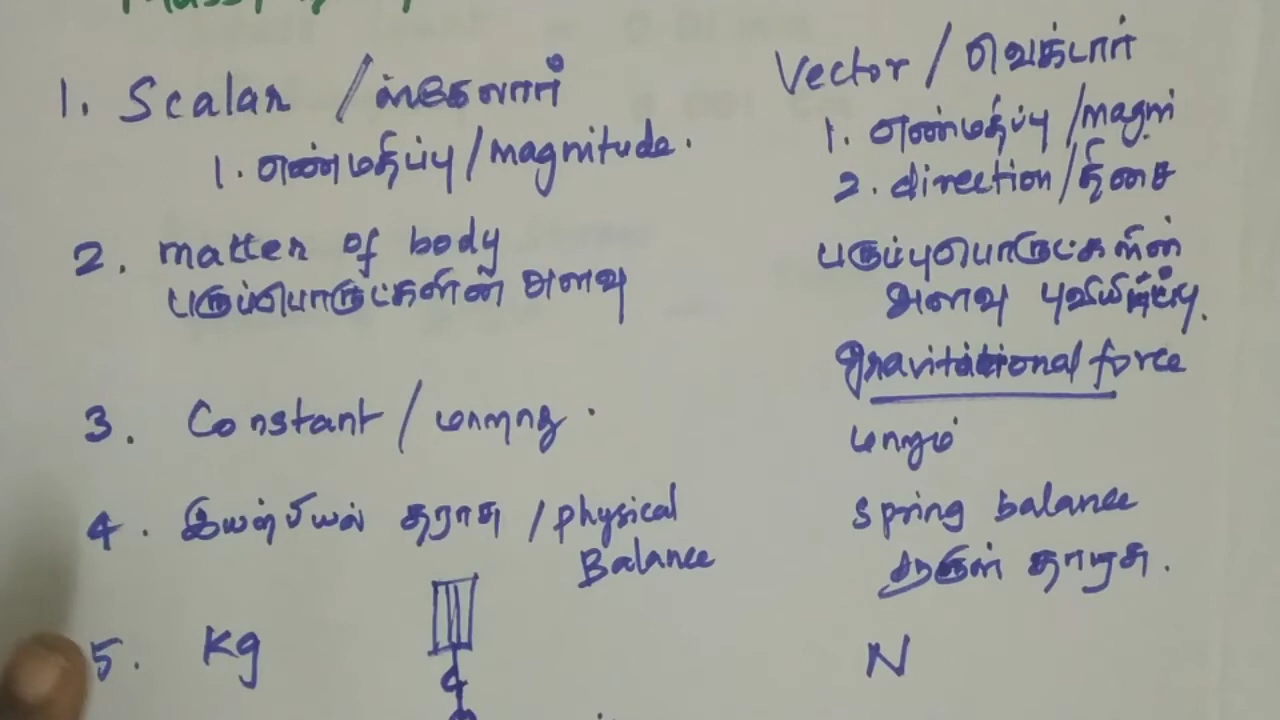 1. Scalar / ஸ்கேலார்
1. எண்மதிப்பு / magnitude.
Vector / வெக்டார்
1. எண்மதிப்பு / magni
2. direction / திசை
2. matter of body
பருப்பொருட்களின் அளவு
பருப்புபொருட்களின்
அளவு புவியிர்ப்பு.
gravitational force
3. Constant / மாறாது.
மாறும்
4. இயற்பியல் தராசு / physical
Balance
Spring balance
சுருள் தராசு.
5. Kg
N